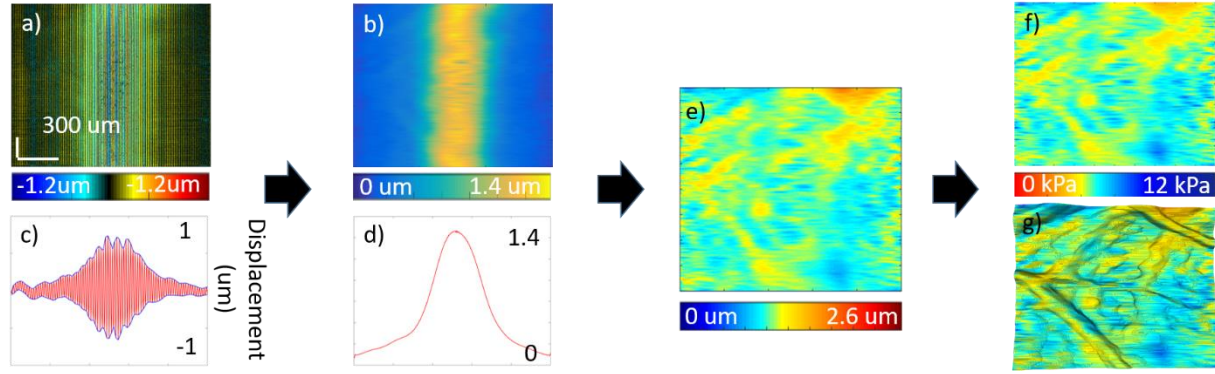 a)
300 um
-1.2um -1.2um
c)
1
-1
Displacement
(um)
b)
0 um 1.4 um
d)
1.4
0
e)
0 um 2.6 um
f)
0 kPa 12 kPa
g)